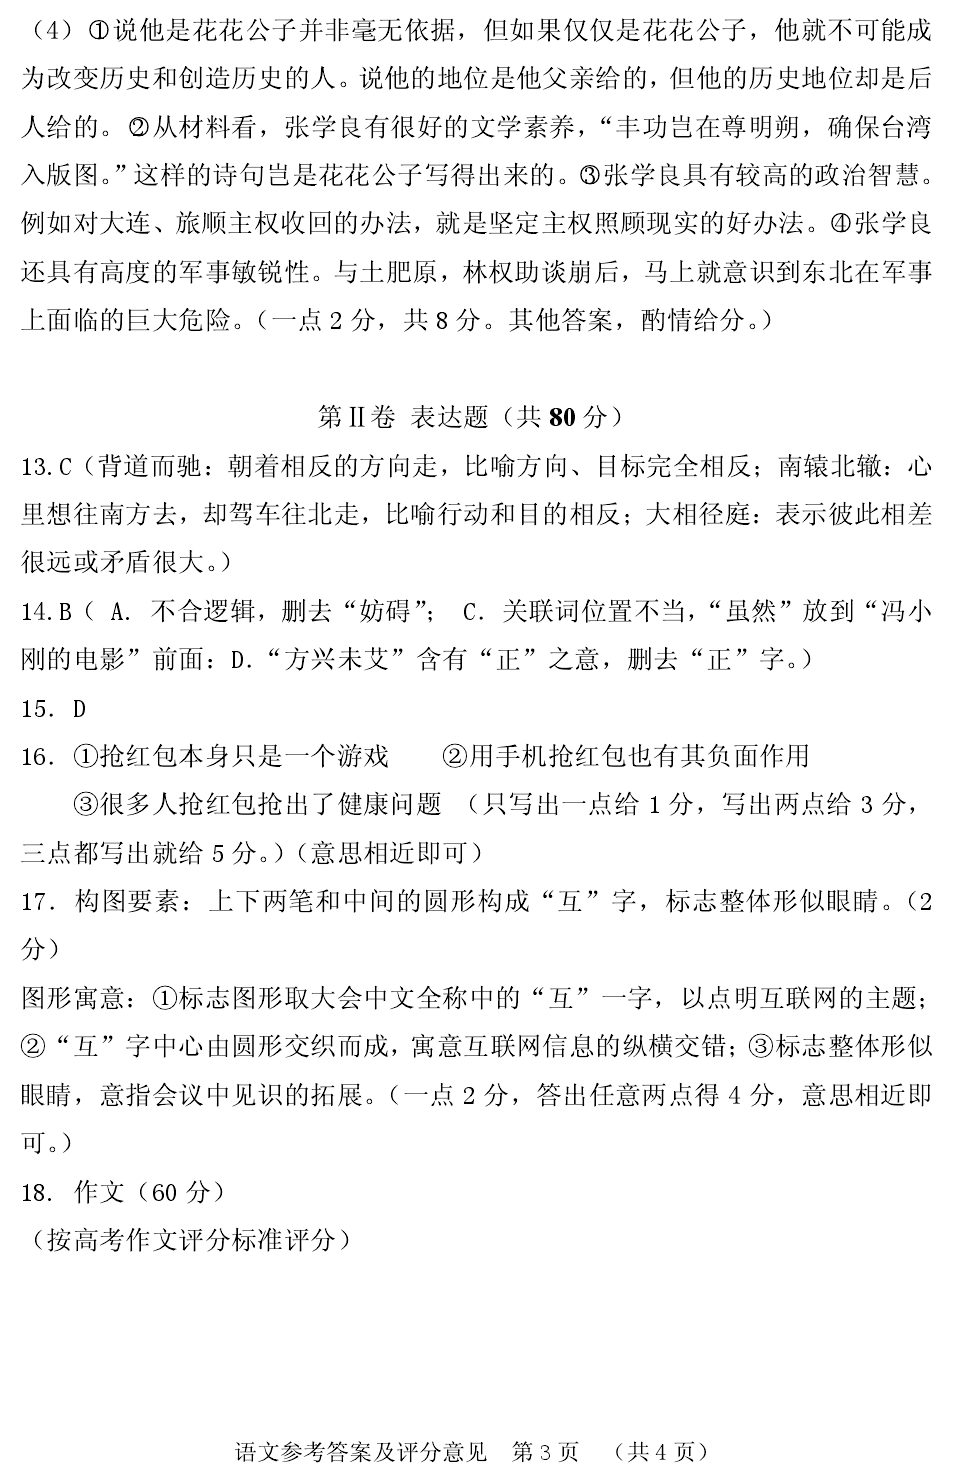 （4）①说他是花花公子并非毫无依据，但如果仅仅是花花公子，他就不可能成
为改变历史和创造历史的人。说他的地位是他父亲给的，但他的历史地位却是后
人给的。②从材料看，张学良有很好的文学素养，“丰功岂在尊明朔，确保台湾
入版图。”这样的诗句岂是花花公子写得出来的。③张学良具有较高的政治智慧。
例如对大连、旅顺主权收回的办法，就是坚定主权照顾现实的好办法。④张学良
还具有高度的军事敏锐性。与土肥原，林权助谈崩后，马上就意识到东北在军事
上面临的巨大危险。（一点 2 分，共 8 分。其他答案，酌情给分。）
第Ⅱ卷 表达题（共 80 分）
13.C（背道而驰：朝着相反的方向走，比喻方向、目标完全相反；南辕北辙：心
里想往南方去，却驾车往北走，比喻行动和目的相反；大相径庭：表示彼此相差
很远或矛盾很大。）
14.B（ A. 不合逻辑，删去“妨碍”； C. 关联词位置不当，“虽然”放到“冯小
刚的电影”前面：D.“方兴未艾”含有“正”之意，删去“正”字。）
15. D
16. ①抢红包本身只是一个游戏 ②用手机抢红包也有其负面作用
③很多人抢红包抢出了健康问题 （只写出一点给 1 分，写出两点给 3 分，
三点都写出就给 5 分。）（意思相近即可）
17. 构图要素：上下两笔和中间的圆形构成“互”字，标志整体形似眼睛。（2
分）
图形寓意：①标志图形取大会中文全称中的“互”一字，以点明互联网的主题；
②“互”字中心由圆形交织而成，寓意互联网信息的纵横交错；③标志整体形似
眼睛，意指会议中见识的拓展。（一点 2 分，答出任意两点得 4 分，意思相近即
可。）
18. 作文（60 分）
（按高考作文评分标准评分）
语文参考答案及评分意见 第 3 页 （共 4 页）